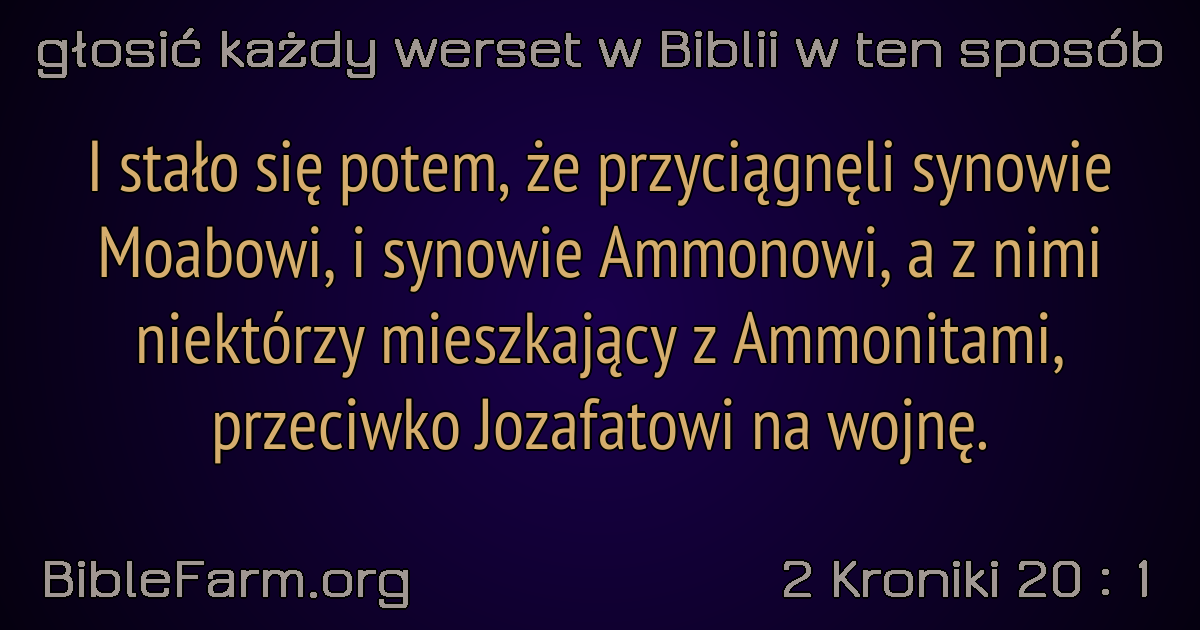 głosić każdy werset w Biblii w ten sposób
I stało się potem, że przyciągnęli synowie
Moabowi, i synowie Ammonowi, a z nimi
niektórzy mieszkający z Ammonitami,
przeciwko Jozafatowi na wojnę.
BibleFarm.org
2 Kroniki 20 : 1